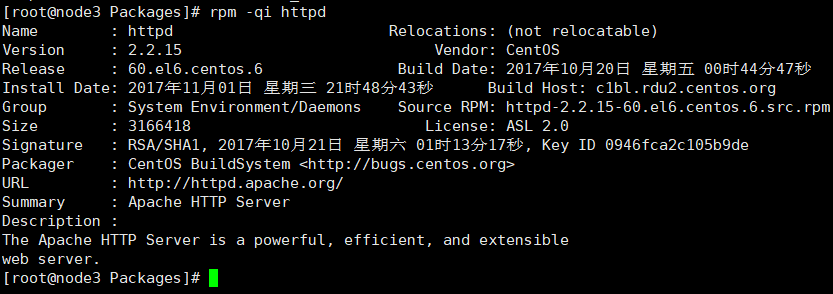 [root@node3 Packages]# rpm -qi httpd
Name        : httpd                        Relocations: (not relocatable)
Version     : 2.2.15                            Vendor: CentOS
Release     : 60.el6.centos.6               Build Date: 2017年10月20日 星期五 00时44分47秒
Install Date: 2017年11月01日 星期三 21时48分43秒      Build Host: c1bl.rdu2.centos.org
Group       : System Environment/Daemons    Source RPM: httpd-2.2.15-60.el6.centos.6.src.rpm
Size        : 3166418                          License: ASL 2.0
Signature   : RSA/SHA1, 2017年10月21日 星期六 01时13分17秒, Key ID 0946fca2c105b9de
Packager    : CentOS BuildSystem <http://bugs.centos.org>
URL         : http://httpd.apache.org/
Summary     : Apache HTTP Server
Description :
The Apache HTTP Server is a powerful, efficient, and extensible
web server.
[root@node3 Packages]#